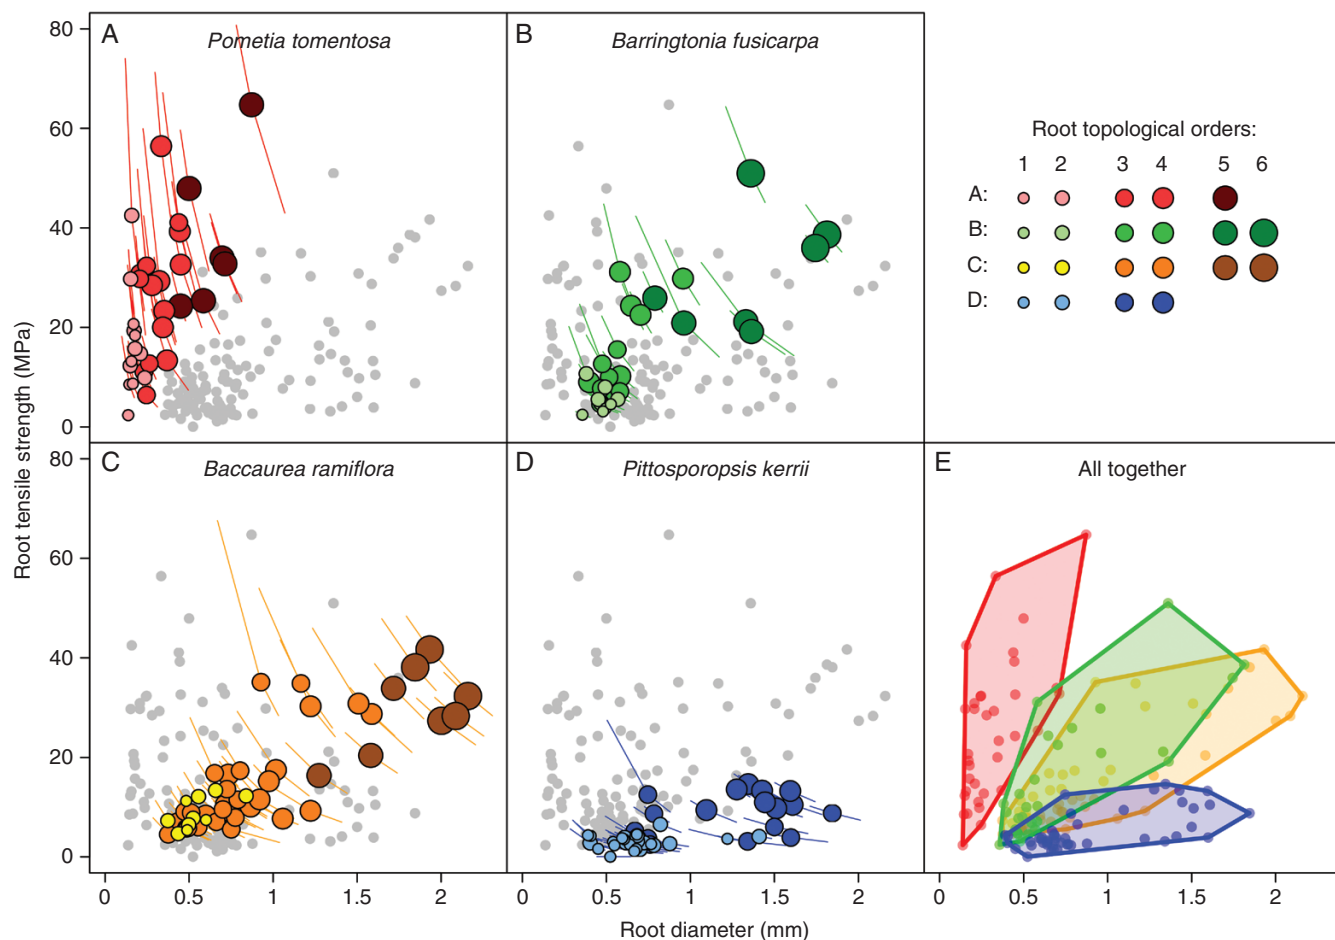 A
Pometia tomentosa
B
Barringtonia fusicarpa
80
60
40
20
0
Root topological orders:
1 2 3 4 5 6
A:
B:
C:
D:
C
Baccaurea ramiflora
D
Pittosporopsis kerrii
E
All together
80
60
40
20
0
Root tensile strength (MPa)
0 0.5 1 1.5 2
0 0.5 1 1.5 2
0 0.5 1 1.5 2
Root diameter (mm)